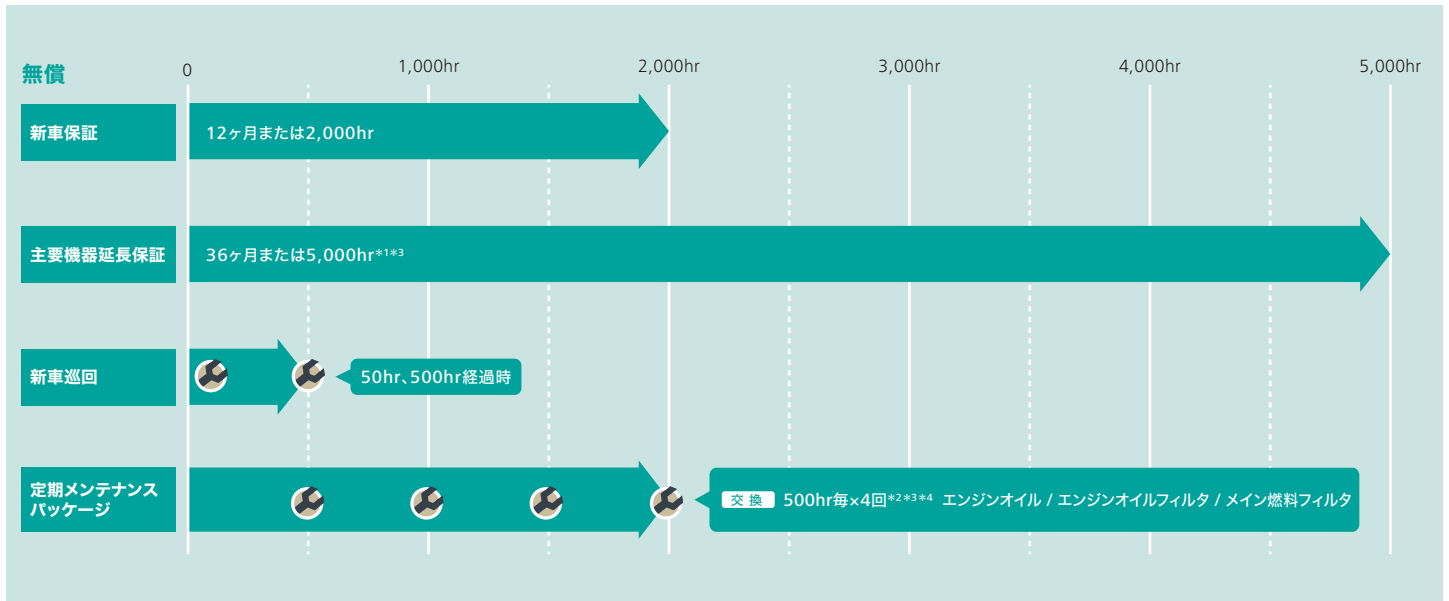 無償
0 1,000hr 2,000hr 3,000hr 4,000hr 5,000hr
新車保証
12ヶ月または2,000hr
主要機器延長保証
36ヶ月または5,000hr*1*3
新車巡回
50hr、500hr経過時
定期メンテナンス
パッケージ
交換 500hr毎×4回*2*3*4 エンジンオイル / エンジンオイルフィルタ / メイン燃料フィルタ